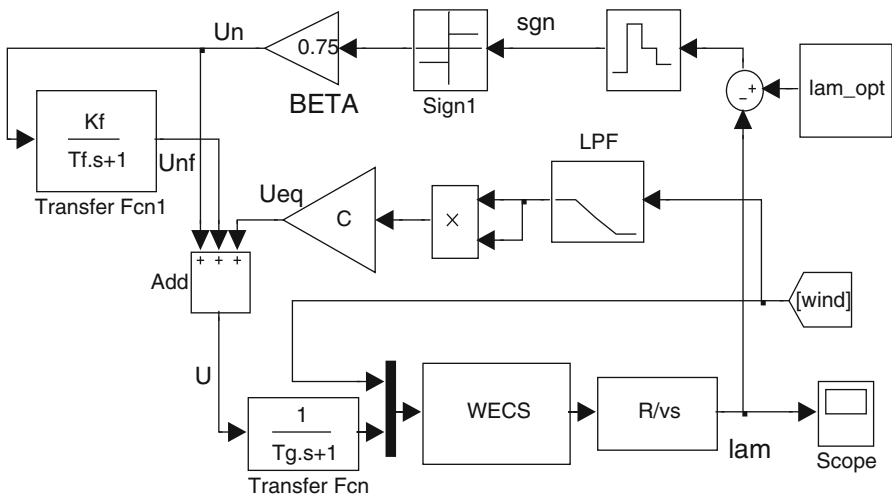 Un
0.75
BETA
Sign1
sgn
- +
lam_opt
Kf
Tf.s+1
Transfer Fcn1
Unf
Ueq
C
×
LPF
Add
+ + +
[wind]
U
1
Tg.s+1
Transfer Fcn
WECS
R/vs
lam
Scope